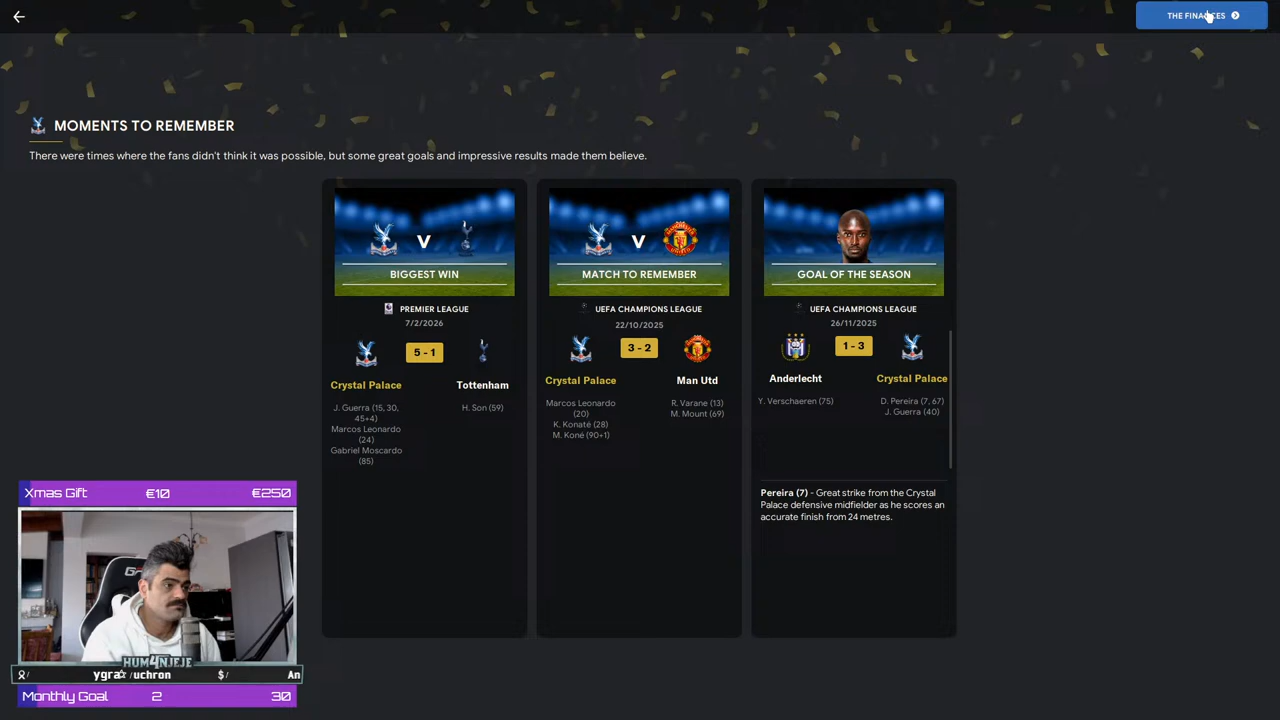 THE FINANCES
MOMENTS TO REMEMBER
There were times where the fans didn't think it was possible, but some great goals and impressive results made them believe.
V
BIGGEST WIN
PREMIER LEAGUE
7/2/2026
5 - 1
Crystal Palace
Tottenham
J. Guerra (15, 30,
45+4)
Marcos Leonardo
(24)
Gabriel Moscardo
(85)
H. Son (59)
V
MATCH TO REMEMBER
UEFA CHAMPIONS LEAGUE
22/10/2025
3 - 2
Crystal Palace
Man Utd
Marcos Leonardo
(20)
K. Konaté (28)
M. Koné (90+1)
R. Varane (13)
M. Mount (69)
GOAL OF THE SEASON
UEFA CHAMPIONS LEAGUE
26/11/2025
1 - 3
Anderlecht
Crystal Palace
Y. Verschaeren (75)
D. Pereira (7, 67)
J. Guerra (40)
Pereira (7) - Great strike from the Crystal
Palace defensive midfielder as he scores an
accurate finish from 24 metres.
Xmas Gift €10 €250
HUM4NJEJE
ygra /uchron $/ An
Monthly Goal 2 30